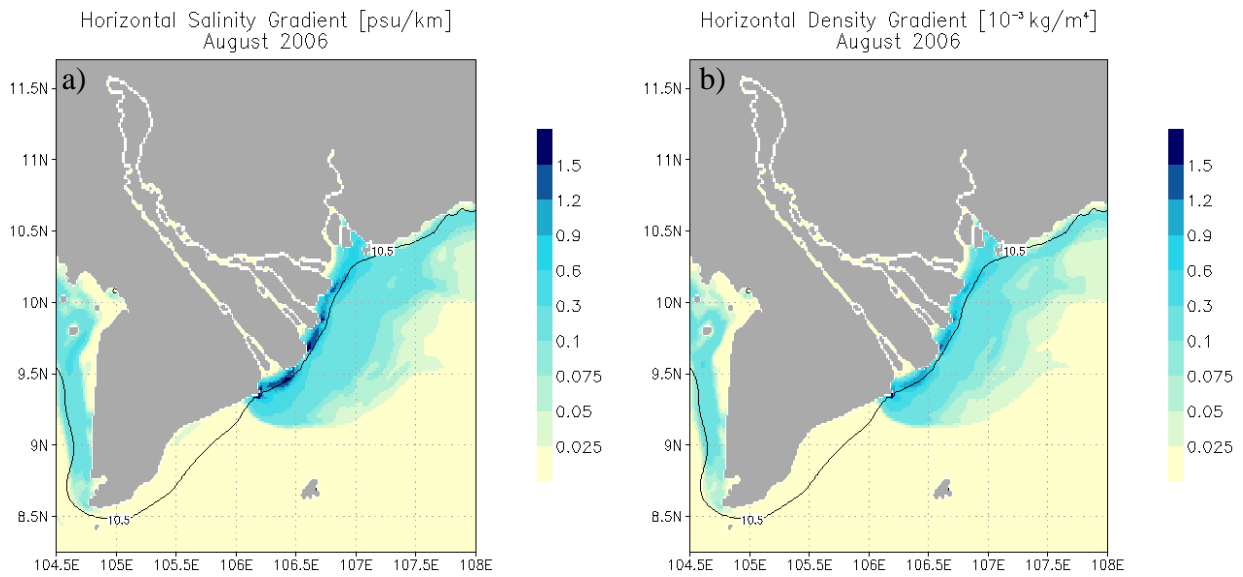 Horizontal Salinity Gradient [psu/km]
August 2006
a)
11.5N
11N
10.5N
10N
9.5N
9N
8.5N
104.5E 105E 105.5E 106E 106.5E 107E 107.5E 108E
10.5
10.5
1.5
1.2
0.9
0.6
0.3
0.1
0.075
0.05
0.025
Horizontal Density Gradient [10⁻³ kg/m⁴]
August 2006
b)
11.5N
11N
10.5N
10N
9.5N
9N
8.5N
104.5E 105E 105.5E 106E 106.5E 107E 107.5E 108E
10.5
10.5
1.5
1.2
0.9
0.6
0.3
0.1
0.075
0.05
0.025